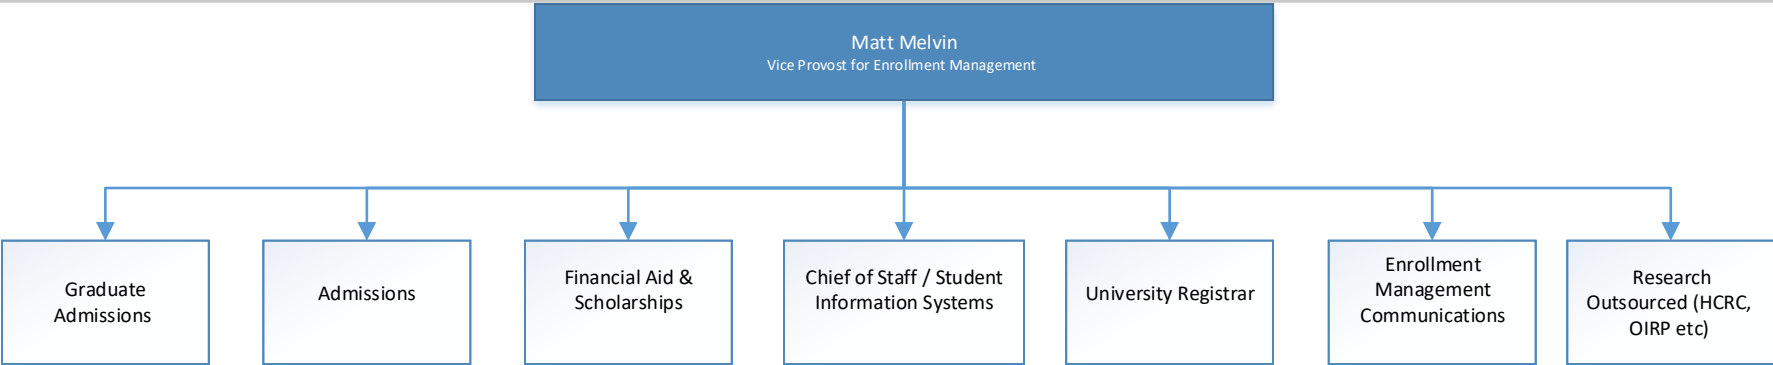 Matt Melvin
Vice Provost for Enrollment Management
Graduate
Admissions
Admissions
Financial Aid &
Scholarships
Chief of Staff / Student
Information Systems
University Registrar
Enrollment
Management
Communications
Research
Outsourced (HCRC,
OIRP etc)